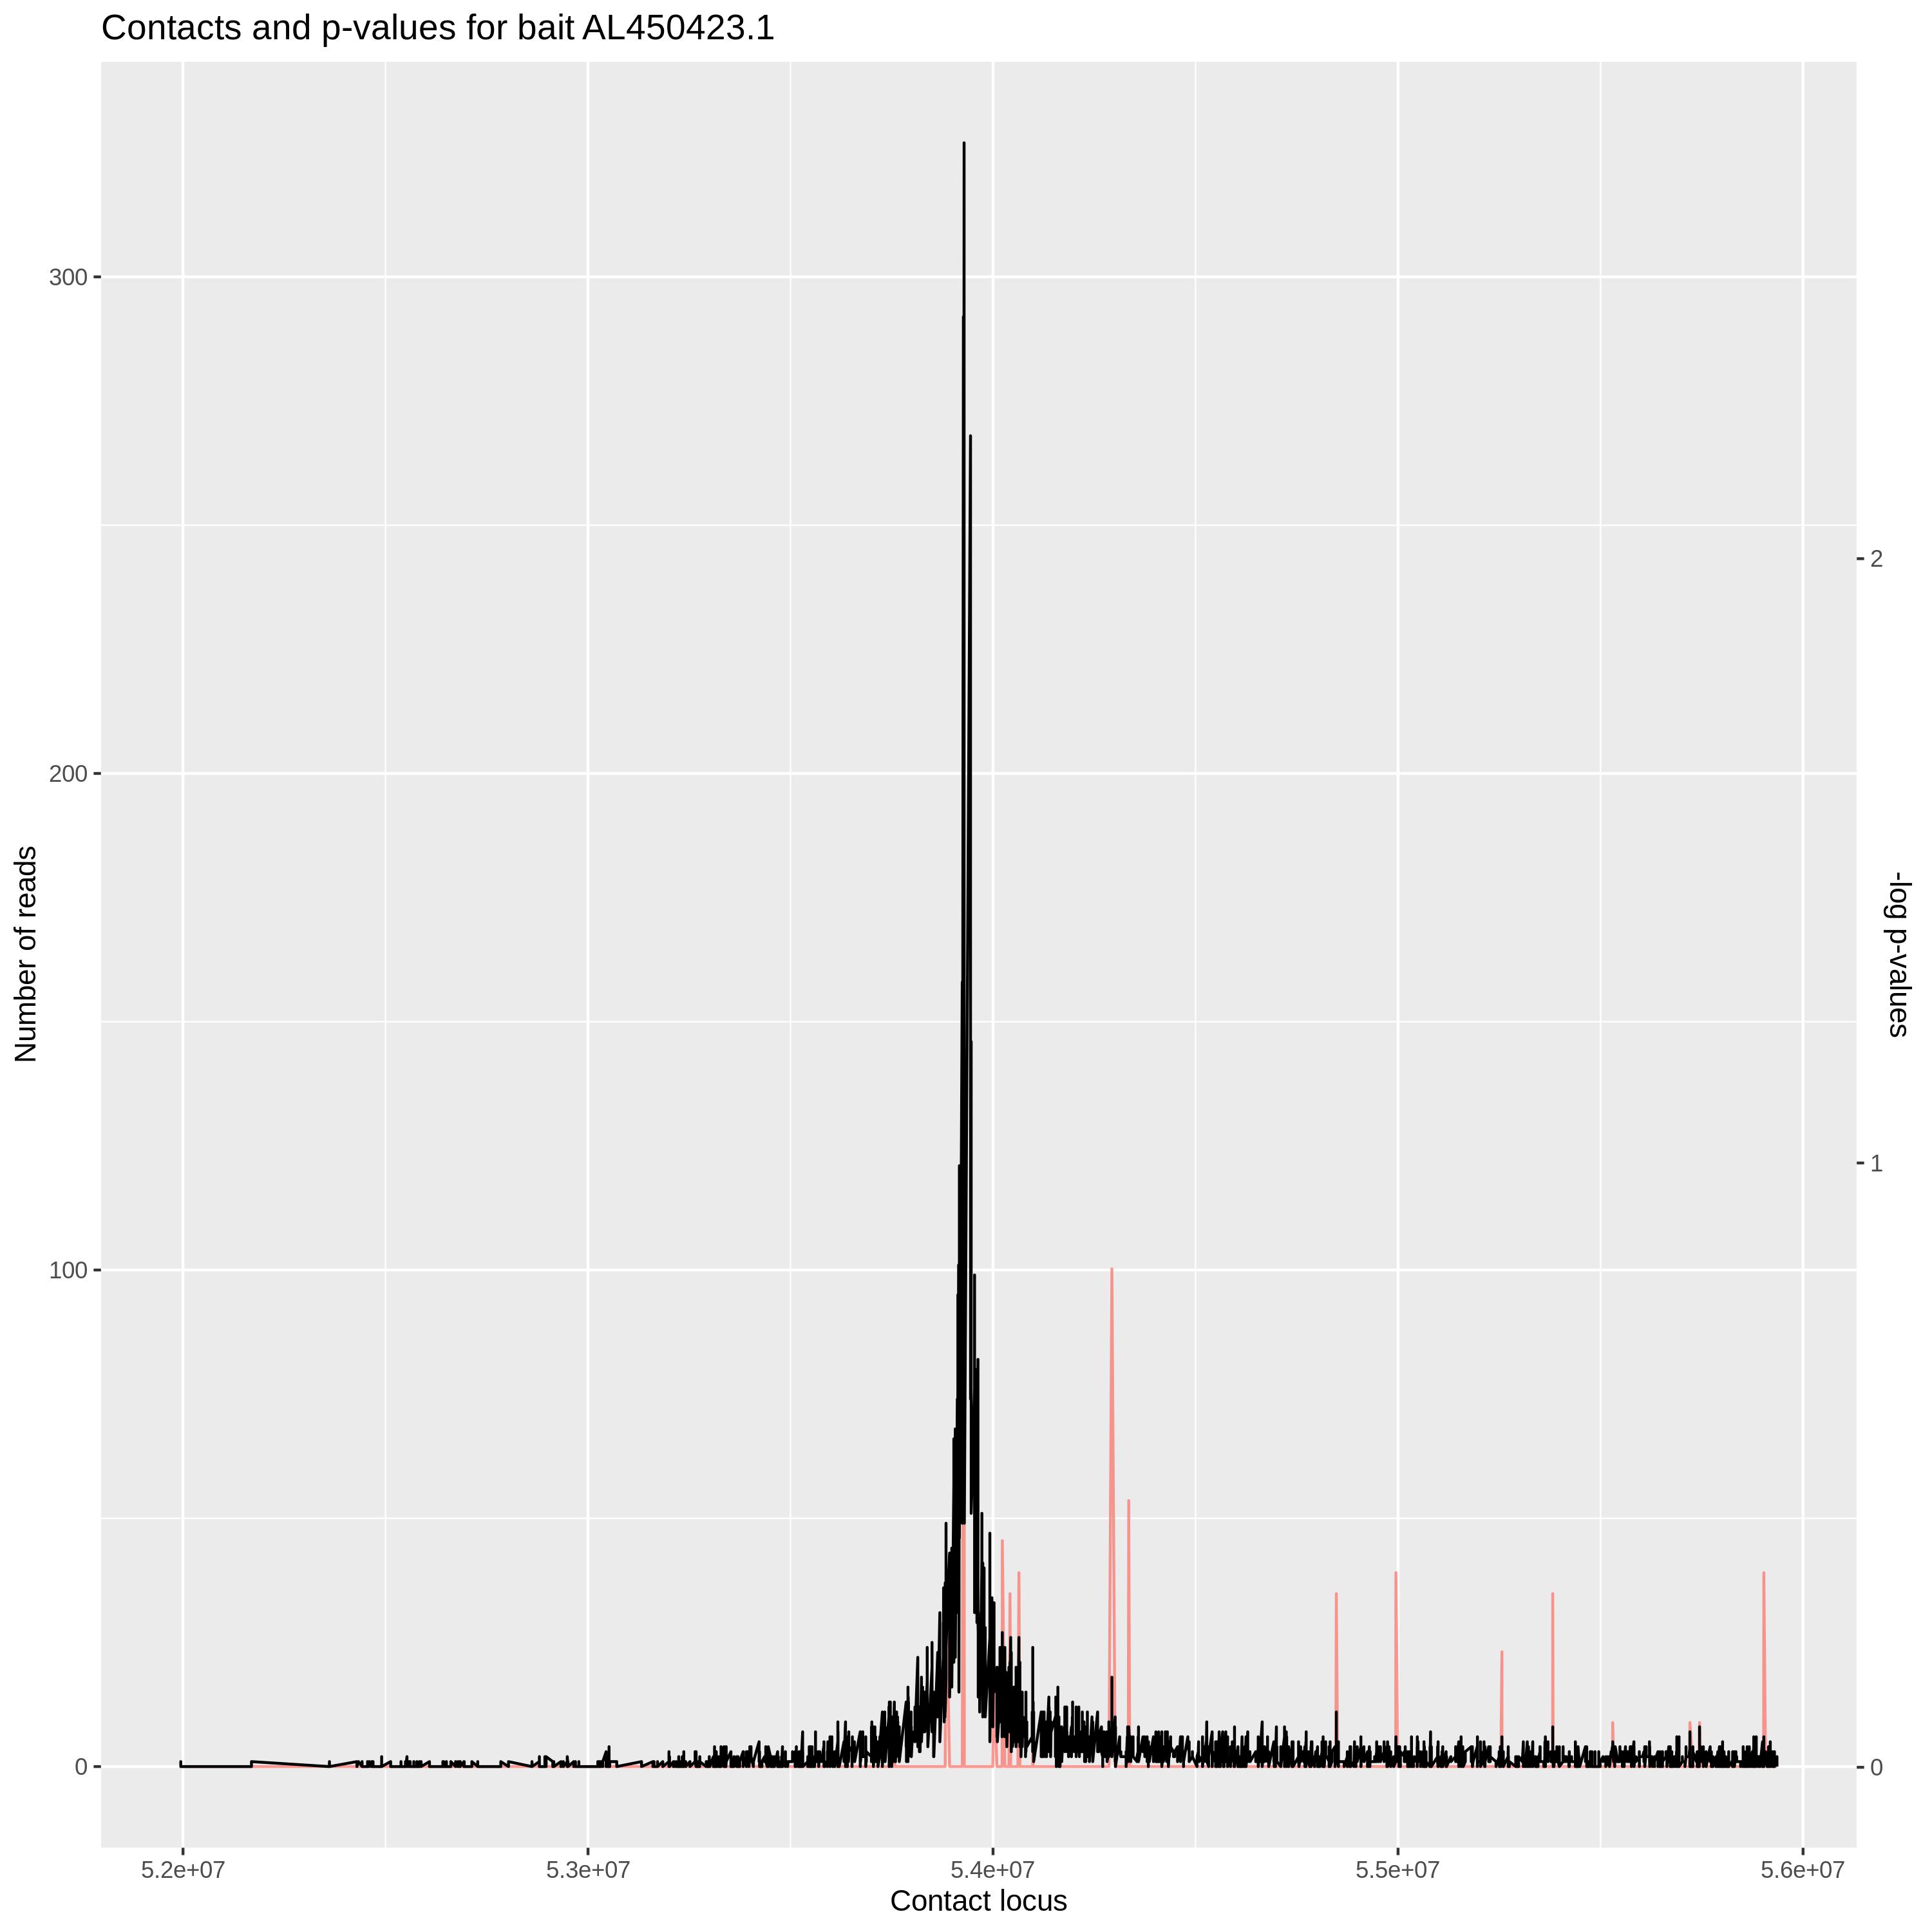 Contacts and p-values for bait AL450423.1
300
200
100
0
Number of reads
2
1
0
-log p-values
5.2e+07
5.3e+07
5.4e+07
5.5e+07
5.6e+07
Contact locus